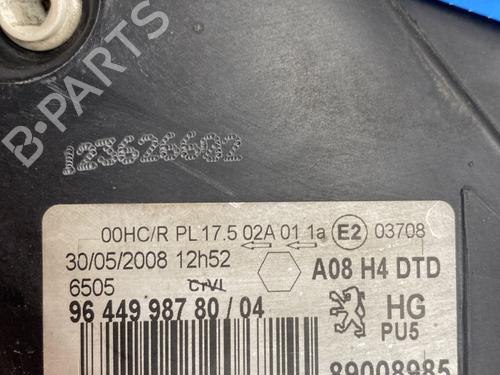 1236266802
00HC/R PL 17.5 02A 01 1a E2 03708
30/05/2008 12h52
A08 H4 DTD
6505 CTVL
96 449 987 80 / 04
HG
PU5
89008985
B-Parts